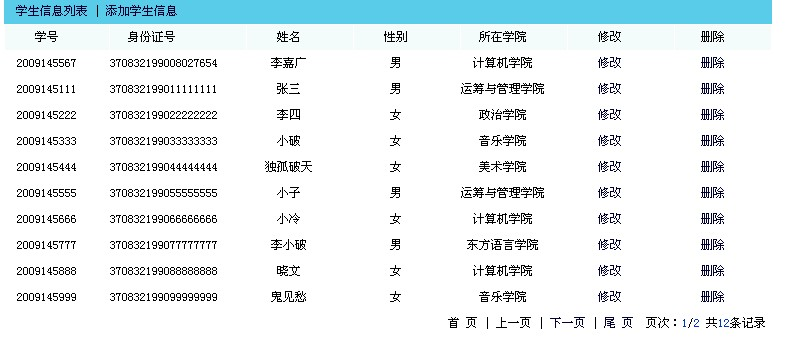 学生信息列表 | 添加学生信息
学号 身份证号 姓名 性别 所在学院 修改 删除
2009145567 370832199008027654 李嘉广 男 计算机学院 修改 删除
2009145111 370832199011111111 张三 男 运筹与管理学院 修改 删除
2009145222 370832199022222222 李四 女 政治学院 修改 删除
2009145333 370832199033333333 小破 女 音乐学院 修改 删除
2009145444 370832199044444444 独孤破天 女 美术学院 修改 删除
2009145555 370832199055555555 小子 男 运筹与管理学院 修改 删除
2009145666 370832199066666666 小冷 女 计算机学院 修改 删除
2009145777 370832199077777777 李小破 男 东方语言学院 修改 删除
2009145888 370832199088888888 晓文 女 计算机学院 修改 删除
2009145999 370832199099999999 鬼见愁 女 音乐学院 修改 删除
首 页 | 上一页 | 下一页 | 尾 页 页次：1/2 共12条记录